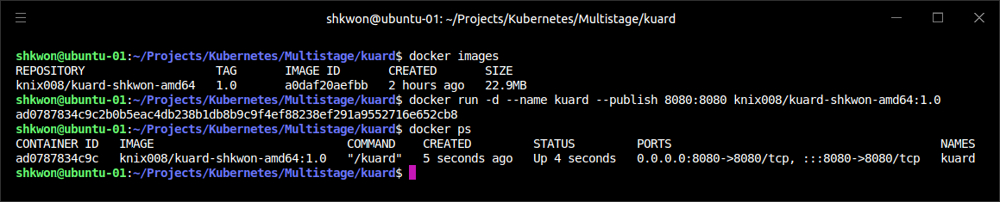 shkwon@ubuntu-01: ~/Projects/Kubernetes/Multistage/kuard
shkwon@ubuntu-01:~/Projects/Kubernetes/Multistage/kuard$ docker images
REPOSITORY                   TAG       IMAGE ID       CREATED       SIZE
knix008/kuard-shkwon-amd64   1.0       a0daf20aefbb   2 hours ago   22.9MB
shkwon@ubuntu-01:~/Projects/Kubernetes/Multistage/kuard$ docker run -d --name kuard --publish 8080:8080 knix008/kuard-shkwon-amd64:1.0
ad0787834c9c2b0b5eac4db238b1db8b9c9f4ef88238ef291a9552716e652cb8
shkwon@ubuntu-01:~/Projects/Kubernetes/Multistage/kuard$ docker ps
CONTAINER ID   IMAGE                            COMMAND    CREATED         STATUS         PORTS                                       NAMES
ad0787834c9c   knix008/kuard-shkwon-amd64:1.0   "/kuard"   5 seconds ago   Up 4 seconds   0.0.0.0:8080->8080/tcp, :::8080->8080/tcp   kuard
shkwon@ubuntu-01:~/Projects/Kubernetes/Multistage/kuard$